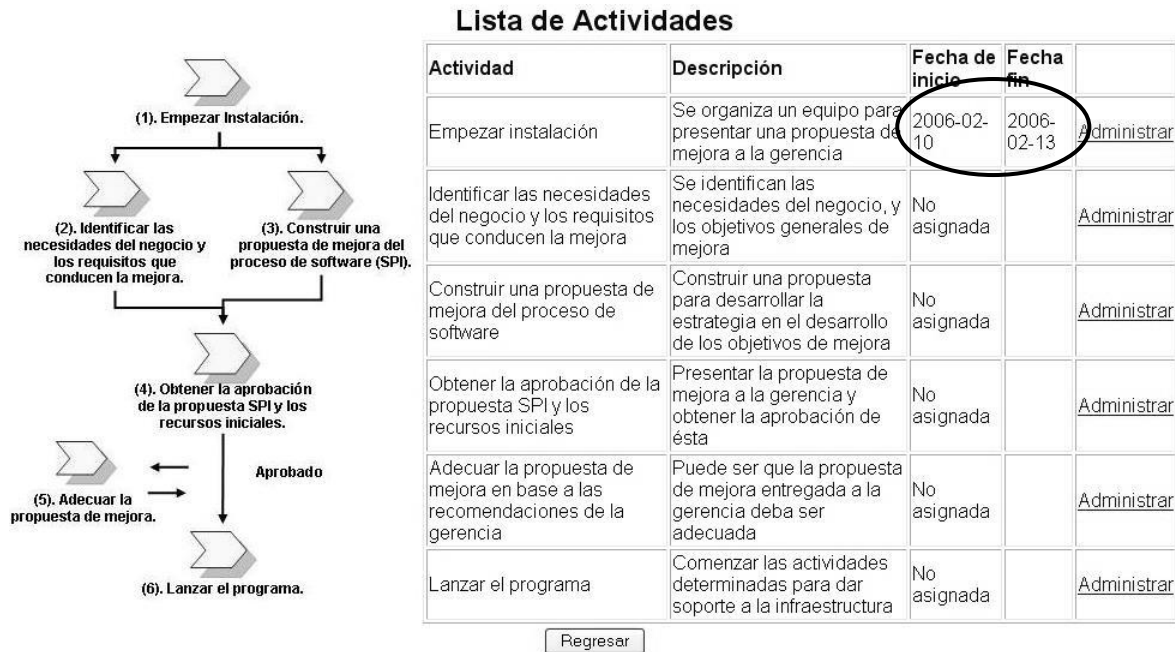 Lista de Actividades
(1). Empezar Instalación.
(2). Identificar las
necesidades del negocio y
los requisitos que
conducen la mejora.
(3). Construir una
propuesta de mejora del
proceso de software (SPI).
(4). Obtener la aprobación
de la propuesta SPI y los
recursos iniciales.
Aprobado
(5). Adecuar la
propuesta de mejora.
(6). Lanzar el programa.
Actividad
Descripción
Fecha de
inicio
Fecha
fin
Empezar instalación
Se organiza un equipo para
presentar una propuesta de
mejora a la gerencia
2006-02-
10
2006-
02-13
Administrar
Identificar las necesidades
del negocio y los requisitos
que conducen la mejora
Se identifican las
necesidades del negocio, y
los objetivos generales de
mejora
No
asignada
Administrar
Construir una propuesta de
mejora del proceso de
software
Construir una propuesta
para desarrollar la
estrategia en el desarrollo
de los objetivos de mejora
No
asignada
Administrar
Obtener la aprobación de la
propuesta SPI y los
recursos iniciales
Presentar la propuesta de
mejora a la gerencia y
obtener la aprobación de
ésta
No
asignada
Administrar
Adecuar la propuesta de
mejora en base a las
recomendaciones de la
gerencia
Puede ser que la propuesta
de mejora entregada a la
gerencia deba ser
adecuada
No
asignada
Administrar
Lanzar el programa
Comenzar las actividades
determinadas para dar
soporte a la infraestructura
No
asignada
Administrar
Regresar